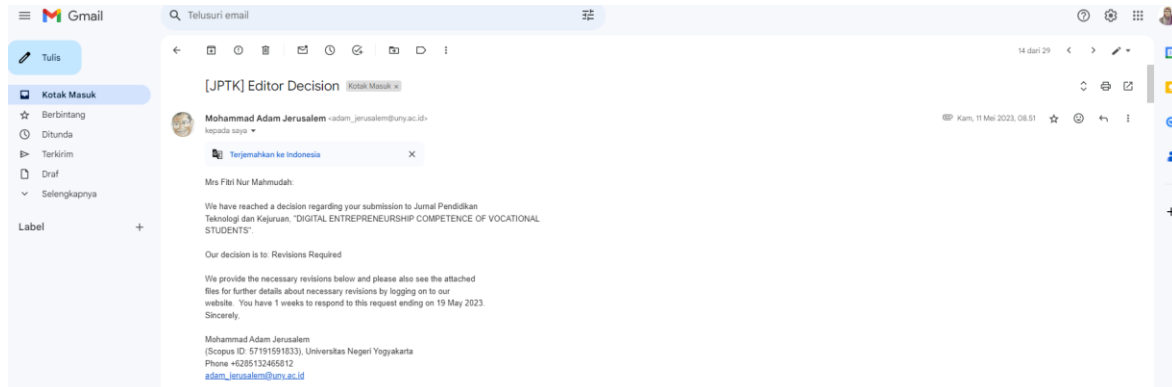 Gmail
Telusuri email
Tulis
14 dari 29
Kotak Masuk
Berbintang
Ditunda
Terkirim
Draf
Selengkapnya
Label
[JPTK] Editor Decision Kotak Masuk x
Mohammad Adam Jerusalem <adam_jerusalem@uny.ac.id>
Kam, 11 Mei 2023, 08.51
kepada saya
Terjemahkan ke Indonesia
Mrs Fitri Nur Mahmudah:
We have reached a decision regarding your submission to Jurnal Pendidikan
Teknologi dan Kejuruan, "DIGITAL ENTREPRENEURSHIP COMPETENCE OF VOCATIONAL
STUDENTS".
Our decision is to: Revisions Required
We provide the necessary revisions below and please also see the attached
files for further details about necessary revisions by logging on to our
website. You have 1 weeks to respond to this request ending on 19 May 2023.
Sincerely,
Mohammad Adam Jerusalem
(Scopus ID: 57191591833), Universitas Negeri Yogyakarta
Phone +6285132465812
adam_jerusalem@uny.ac.id